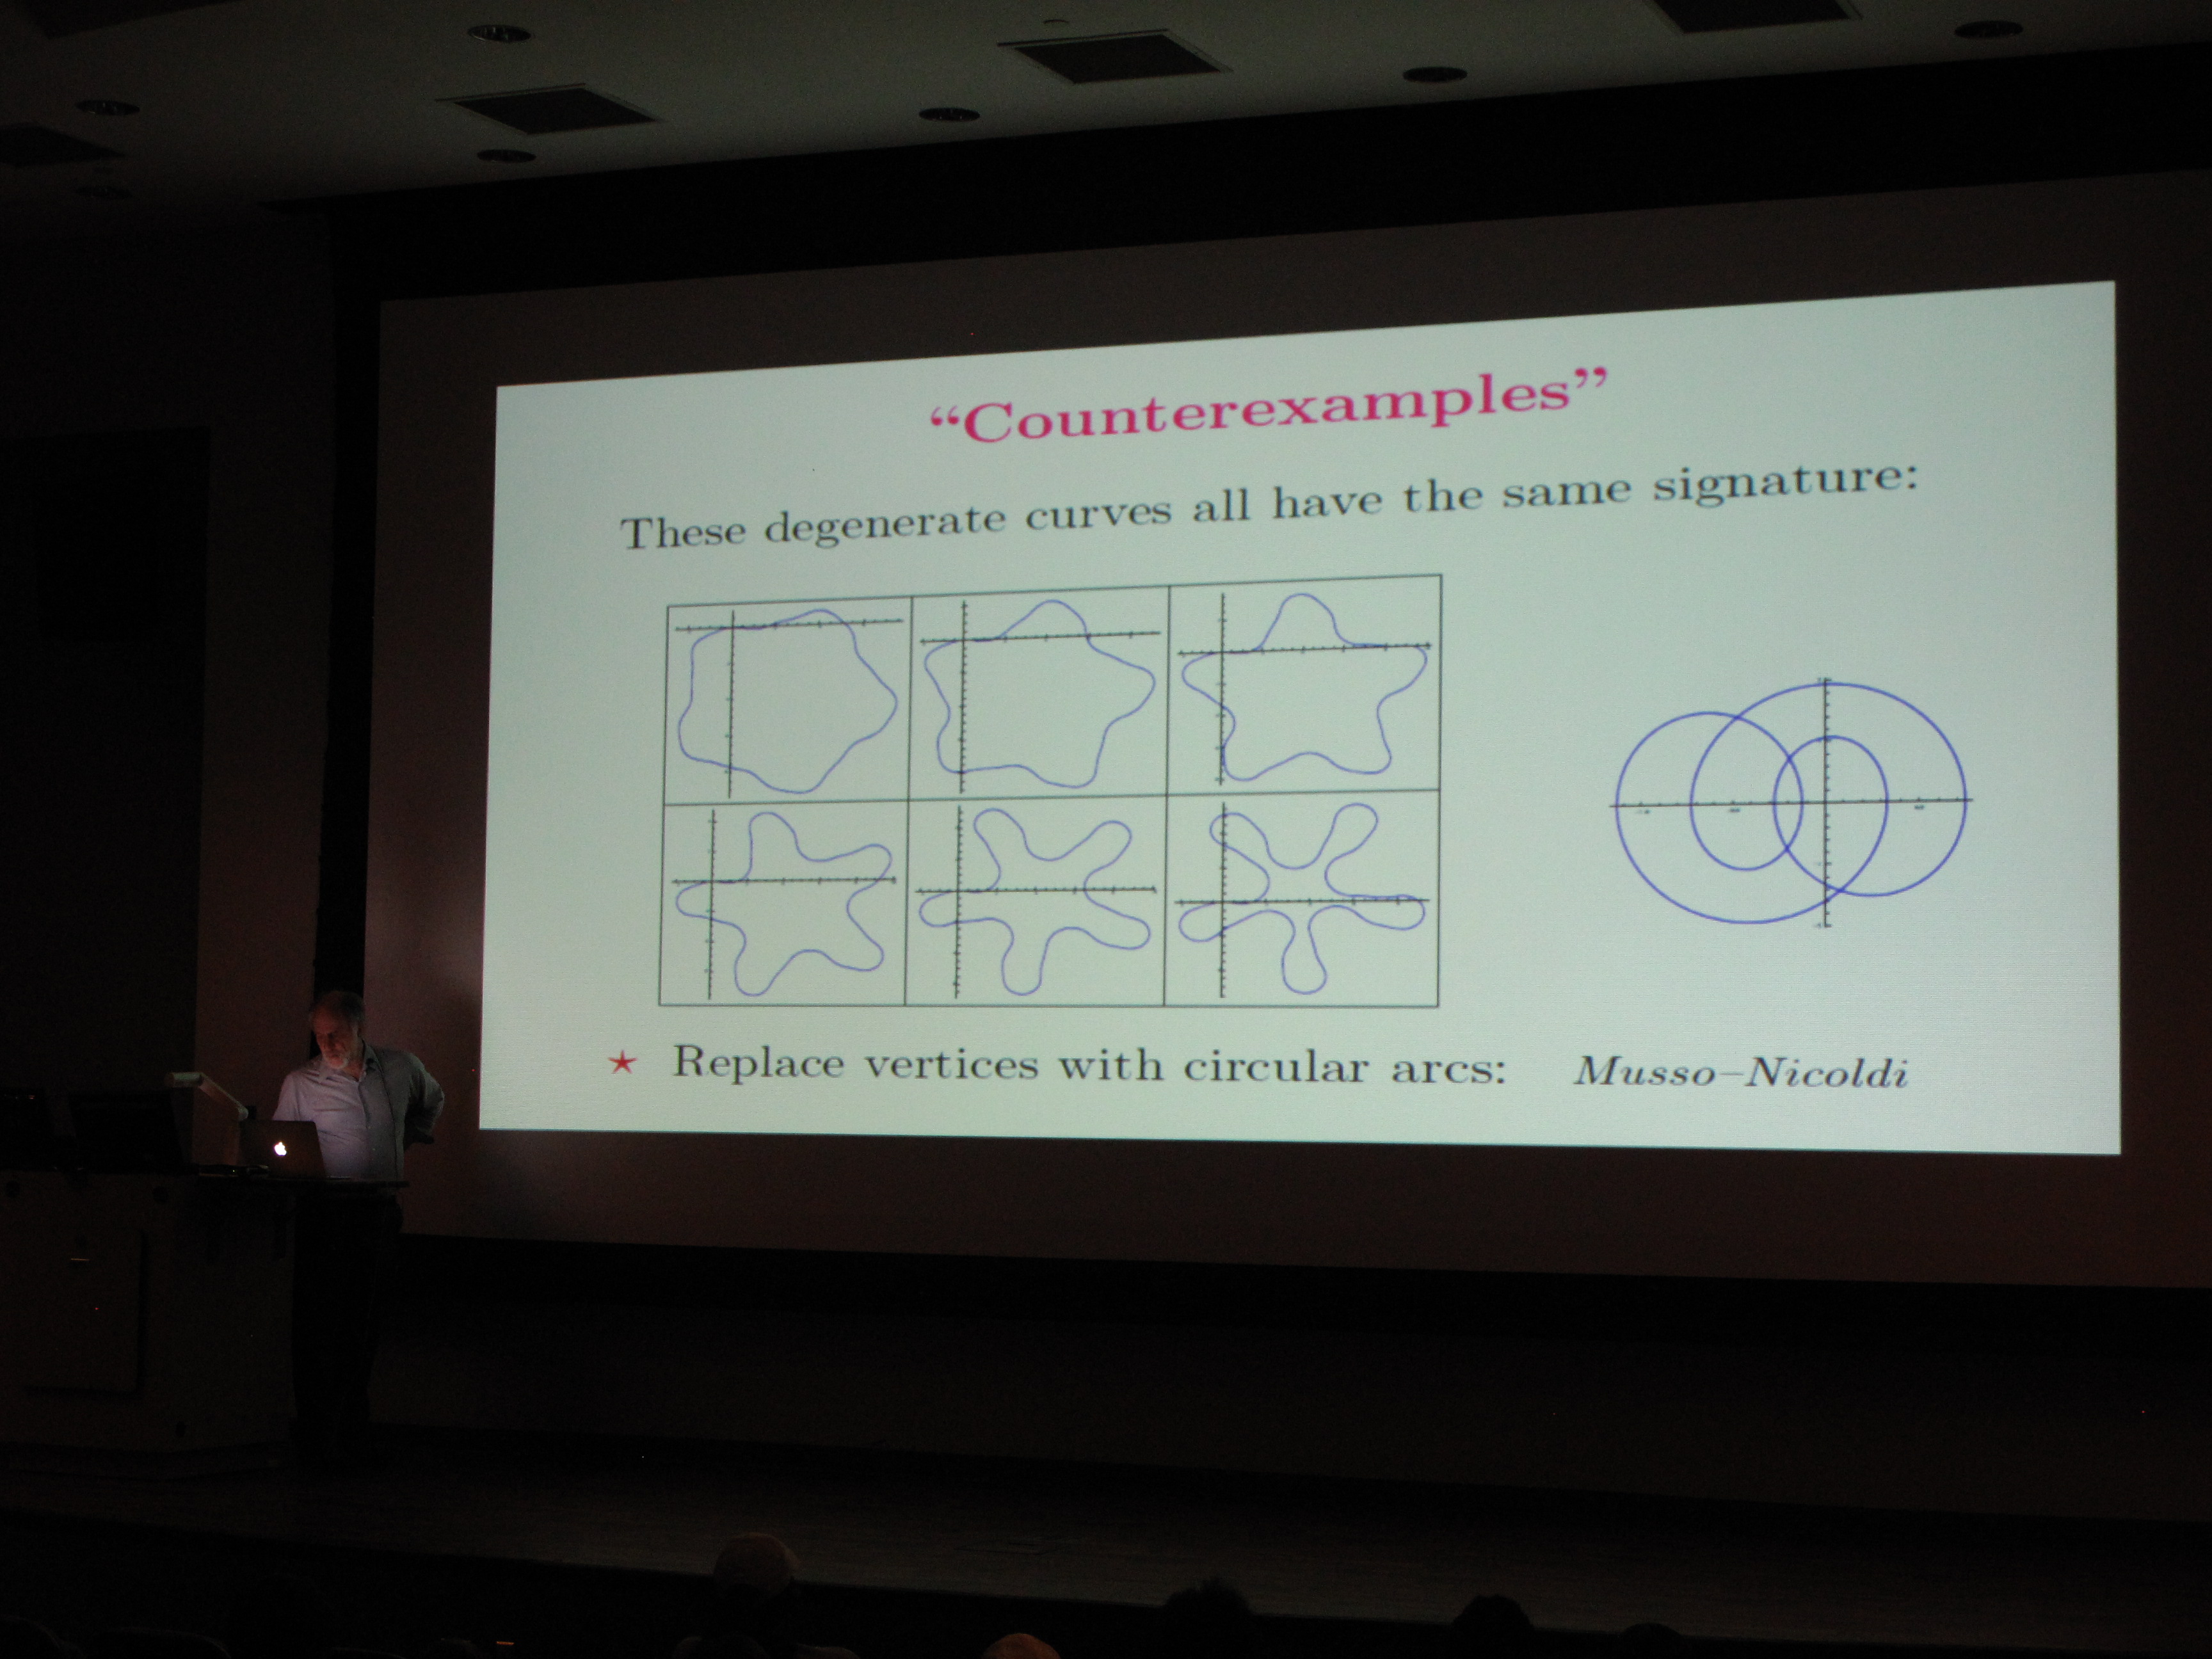 “Counterexamples”
These degenerate curves all have the same signature:
★ Replace vertices with circular arcs: Musso–Nicoldi